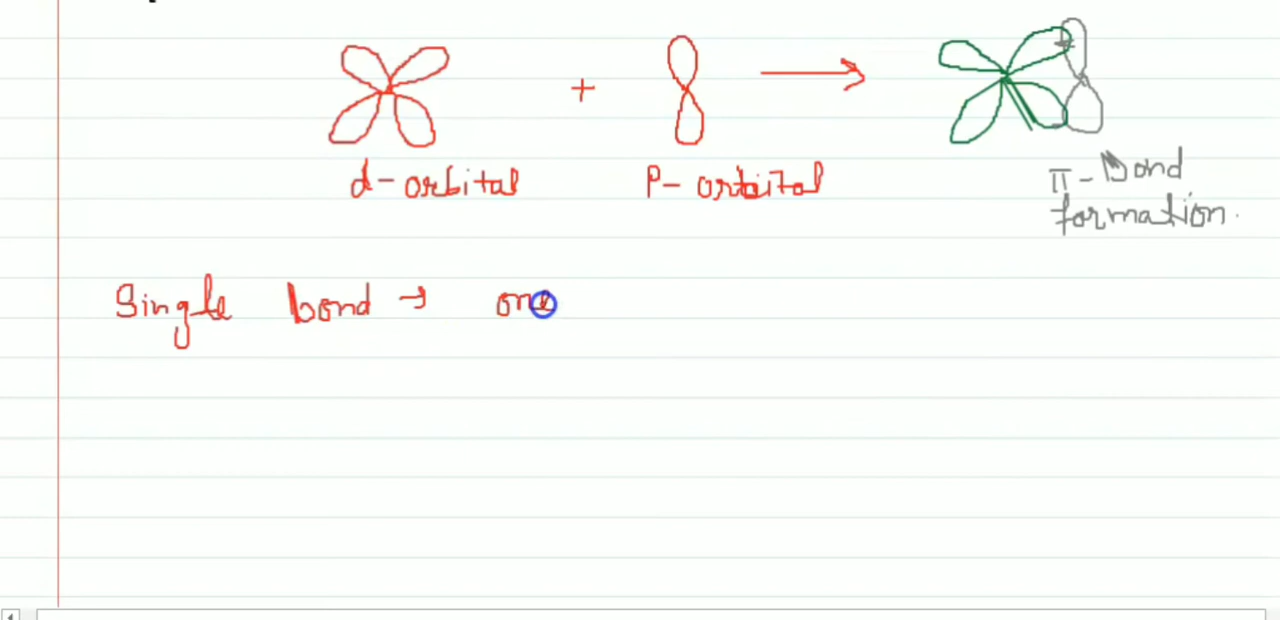 +
d-orbital
P-orbital
π-Bond
formation.
Single bond → one